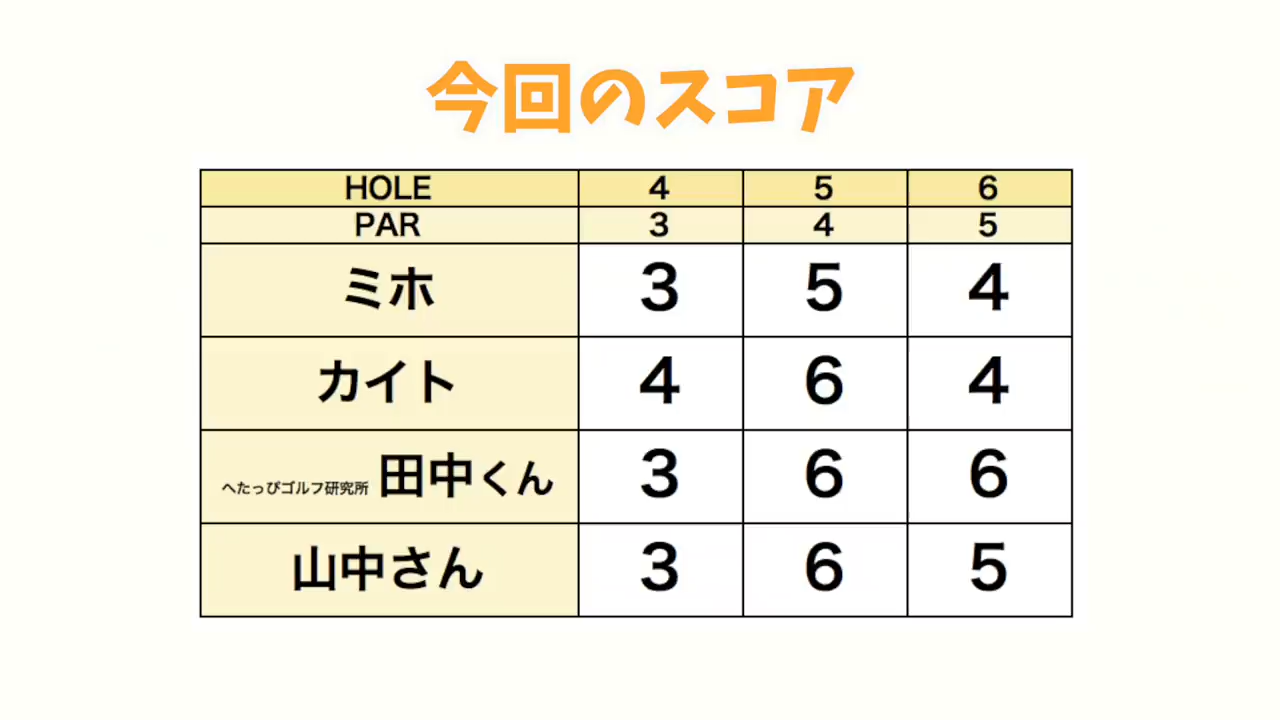 今回のスコア
HOLE 4 5 6
PAR 3 4 5
ミホ 3 5 4
カイト 4 6 4
へたっぴゴルフ研究所 田中くん 3 6 6
山中さん 3 6 5